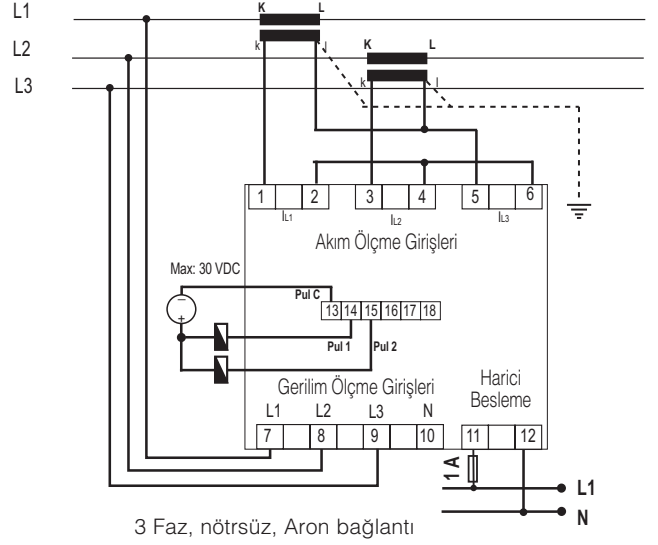 L1
K L
k l
L2
K L
k l
L3
1 2 3 4 5 6
IL1 IL2 IL3
Akım Ölçme Girişleri
Max: 30 VDC
Pul C
13 14 15 16 17 18
Pul 1 Pul 2
Gerilim Ölçme Girişleri
Harici
Besleme
L1 L2 L3 N
7 8 9 10 11 12
1 A
L1
N
3 Faz, nötrsüz, Aron bağlantı